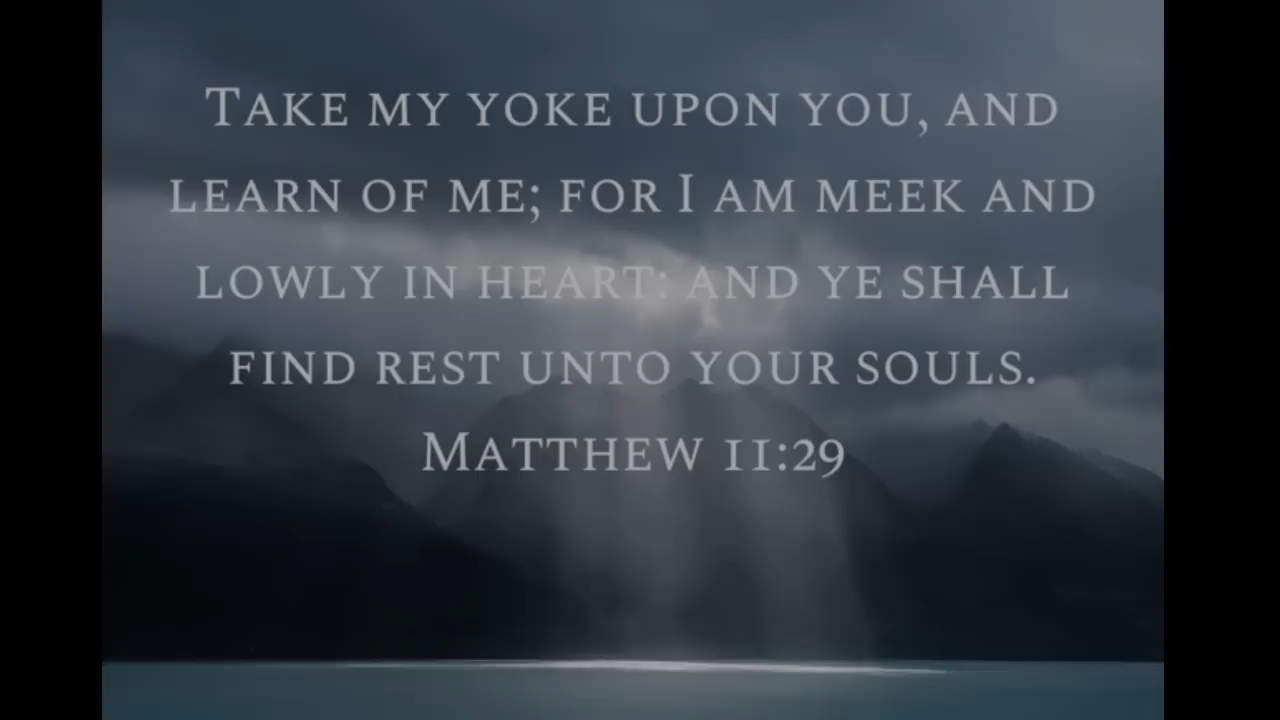 Take my yoke upon you, and
learn of me; for I am meek and
lowly in heart: and ye shall
find rest unto your souls.
Matthew 11:29